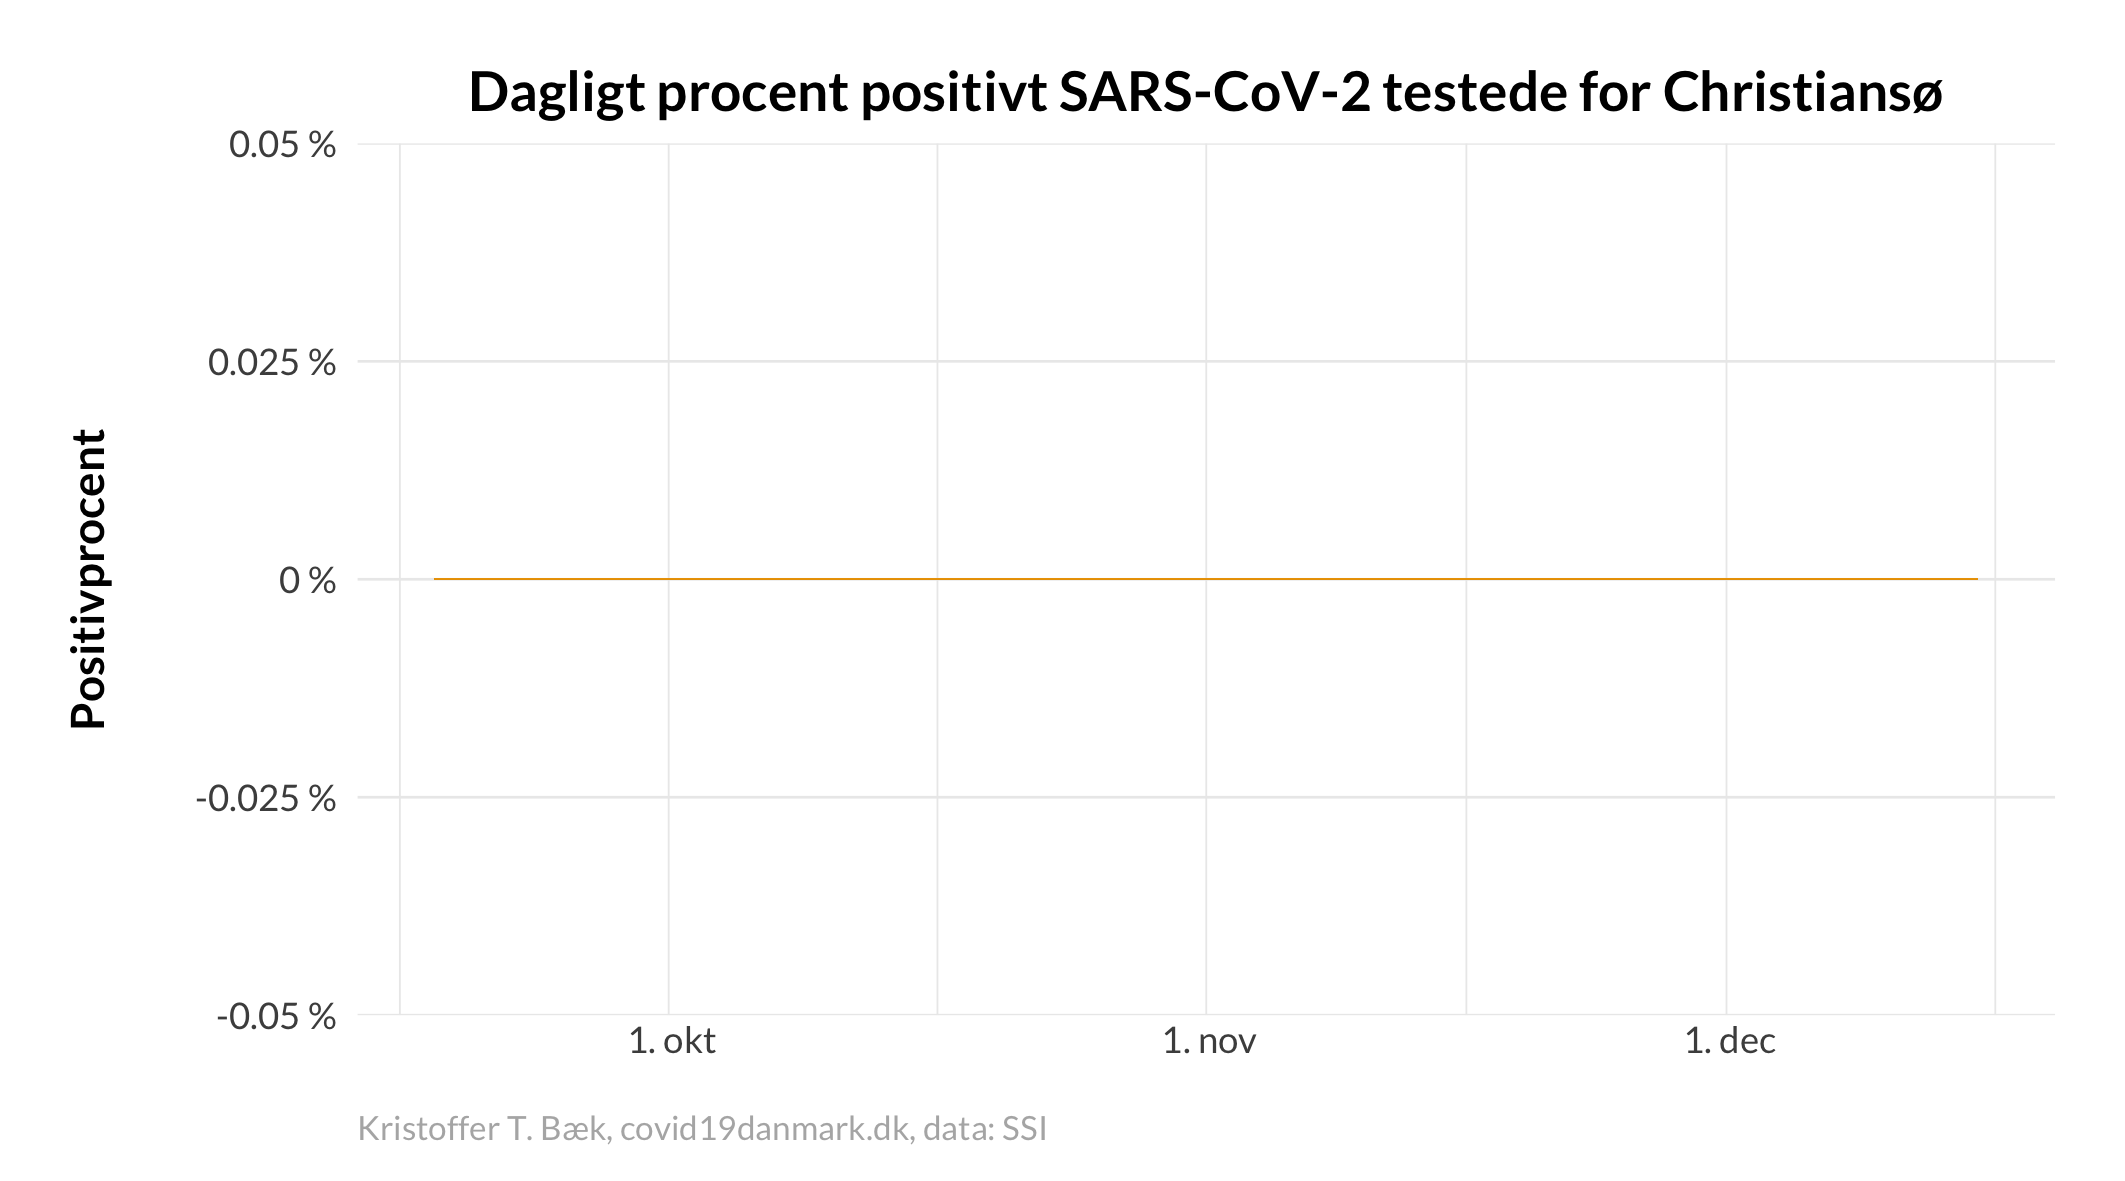 Dagligt procent positivt SARS-CoV-2 testede for Christiansø
Positivprocent
0.05 %
0.025 %
0 %
-0.025 %
-0.05 %
1. okt
1. nov
1. dec
Kristoffer T. Bæk, covid19danmark.dk, data: SSI